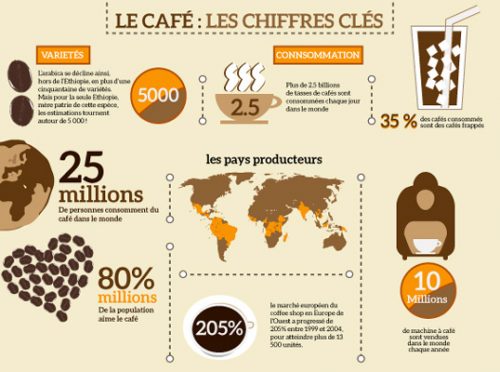 LE CAFÉ : LES CHIFFRES CLÉS
VARIETÉS
L'arabica se décline ainsi,
hors de l'Ethiopie, en plus d'une
cinquantaine de variétés.
Mais pour la seule Ethiopie,
mère patrie de cette espèce,
les estimations tournent
autour de 5 000 !
5000
CONNSOMMATION
2.5
Plus de 2.5 billions
de tasses de cafés sont
consommées chaque jour
dans le monde
35 % des cafés consommés
sont des cafés frappés
25
millions
De personnes consomment du
café dans le monde
les pays producteurs
80%
millions
De la population
aime le café
205%
le marché européen du
coffee shop en Europe de
l'Ouest a progressé de
205% entre 1999 et 2004,
pour atteindre plus de 13
500 unités.
10
Millions
de machine à café
sont vendues
dans le monde
chaque année